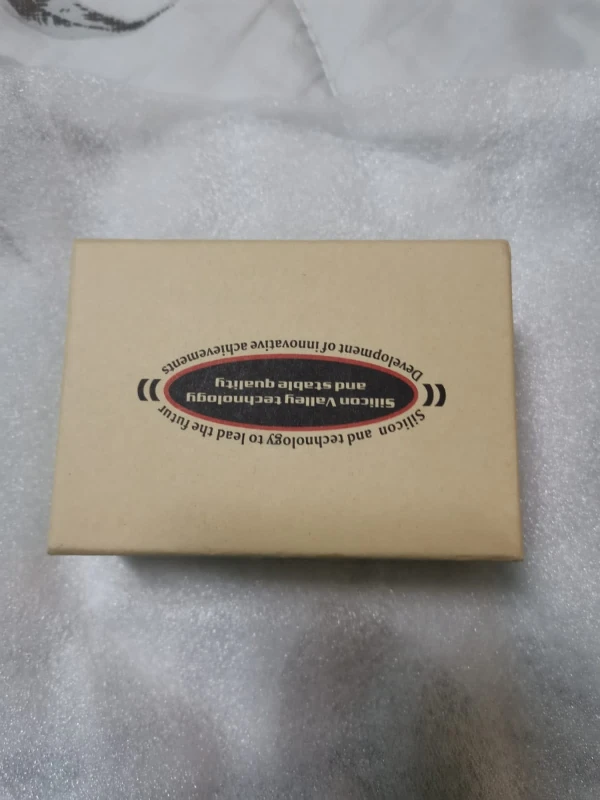 Silicon and technology to lead the futur
Silicon Valley technology
and stable quality
Development of innovative achievements